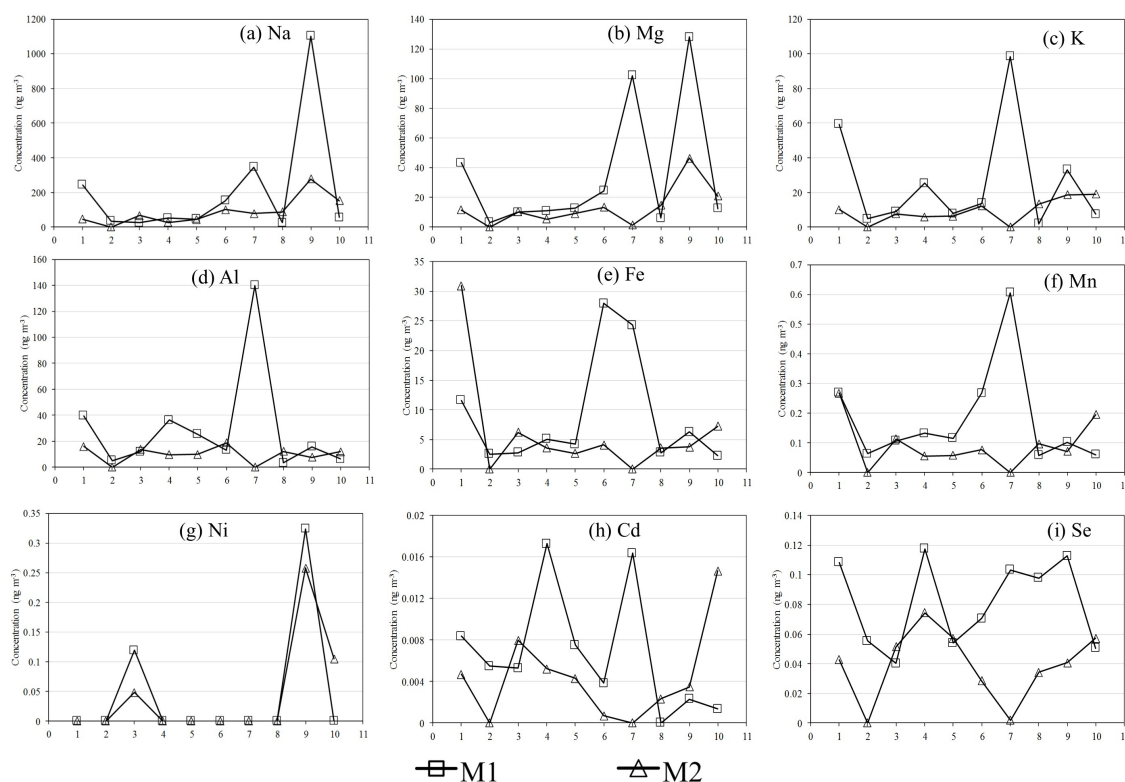 (a) Na
Concentration (ng m⁻³)
1200
1000
800
600
400
200
0
0 1 2 3 4 5 6 7 8 9 10 11
(b) Mg
Concentration (ng m⁻³)
140
120
100
80
60
40
20
0
0 1 2 3 4 5 6 7 8 9 10 11
(c) K
Concentration (ng m⁻³)
120
100
80
60
40
20
0
0 1 2 3 4 5 6 7 8 9 10 11
(d) Al
Concentration (ng m⁻³)
160
140
120
100
80
60
40
20
0
0 1 2 3 4 5 6 7 8 9 10 11
(e) Fe
Concentration (ng m⁻³)
35
30
25
20
15
10
5
0
0 1 2 3 4 5 6 7 8 9 10 11
(f) Mn
Concentration (ng m⁻³)
0.7
0.6
0.5
0.4
0.3
0.2
0.1
0
0 1 2 3 4 5 6 7 8 9 10 11
(g) Ni
Concentration (ng m⁻³)
0.35
0.3
0.25
0.2
0.15
0.1
0.05
0
0 1 2 3 4 5 6 7 8 9 10 11
(h) Cd
Concentration (ng m⁻³)
0.02
0.016
0.012
0.008
0.004
0
0 1 2 3 4 5 6 7 8 9 10 11
(i) Se
Concentration (ng m⁻³)
0.14
0.12
0.1
0.08
0.06
0.04
0.02
0
0 1 2 3 4 5 6 7 8 9 10 11
M1 M2